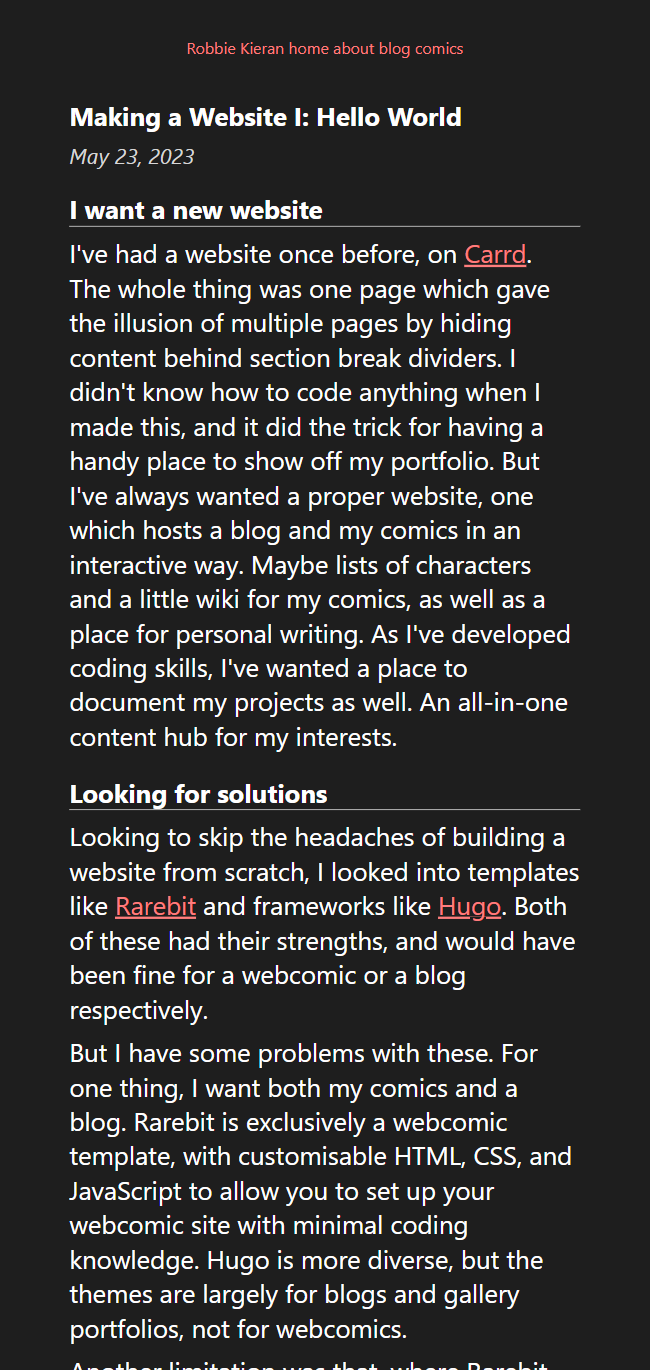 Robbie Kieran home about blog comics
Making a Website I: Hello World
May 23, 2023
I want a new website
I've had a website once before, on Carrd.
The whole thing was one page which gave
the illusion of multiple pages by hiding
content behind section break dividers. I
didn't know how to code anything when I
made this, and it did the trick for having a
handy place to show off my portfolio. But
I've always wanted a proper website, one
which hosts a blog and my comics in an
interactive way. Maybe lists of characters
and a little wiki for my comics, as well as a
place for personal writing. As I've developed
coding skills, I've wanted a place to
document my projects as well. An all-in-one
content hub for my interests.
Looking for solutions
Looking to skip the headaches of building a
website from scratch, I looked into templates
like Rarebit and frameworks like Hugo. Both
of these had their strengths, and would have
been fine for a webcomic or a blog
respectively.
But I have some problems with these. For
one thing, I want both my comics and a
blog. Rarebit is exclusively a webcomic
template, with customisable HTML, CSS, and
JavaScript to allow you to set up your
webcomic site with minimal coding
knowledge. Hugo is more diverse, but the
themes are largely for blogs and gallery
portfolios, not for webcomics.
Another limitation was that, where Rarebit